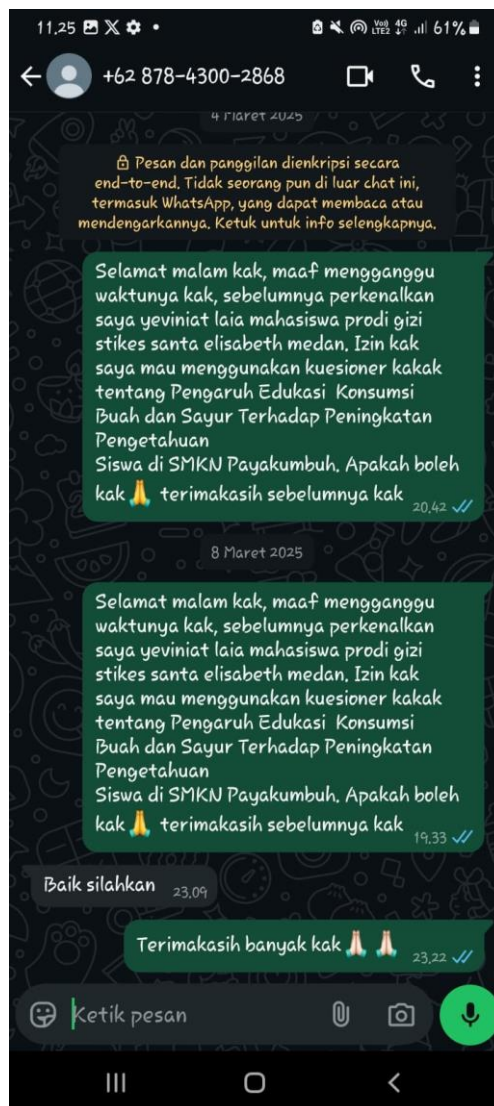 11.25
Vo)) LTE2 4G 61%
+62 878-4300-2868
4 Maret 2025
Pesan dan panggilan dienkripsi secara
end-to-end. Tidak seorang pun di luar chat ini,
termasuk WhatsApp, yang dapat membaca atau
mendengarkannya. Ketuk untuk info selengkapnya.
Selamat malam kak, maaf mengganggu
waktunya kak, sebelumnya perkenalkan
saya yeviniat laia mahasiswa prodi gizi
stikes santa elisabeth medan. Izin kak
saya mau menggunakan kuesioner kakak
tentang Pengaruh Edukasi Konsumsi
Buah dan Sayur Terhadap Peningkatan
Pengetahuan
Siswa di SMKN Payakumbuh. Apakah boleh
kak🙏 terimakasih sebelumnya kak
20.42
8 Maret 2025
Selamat malam kak, maaf mengganggu
waktunya kak, sebelumnya perkenalkan
saya yeviniat laia mahasiswa prodi gizi
stikes santa elisabeth medan. Izin kak
saya mau menggunakan kuesioner kakak
tentang Pengaruh Edukasi Konsumsi
Buah dan Sayur Terhadap Peningkatan
Pengetahuan
Siswa di SMKN Payakumbuh. Apakah boleh
kak🙏 terimakasih sebelumnya kak
19.33
Baik silahkan 23.09
Terimakasih banyak kak🙏🏻 🙏🏻 23.22
Ketik pesan